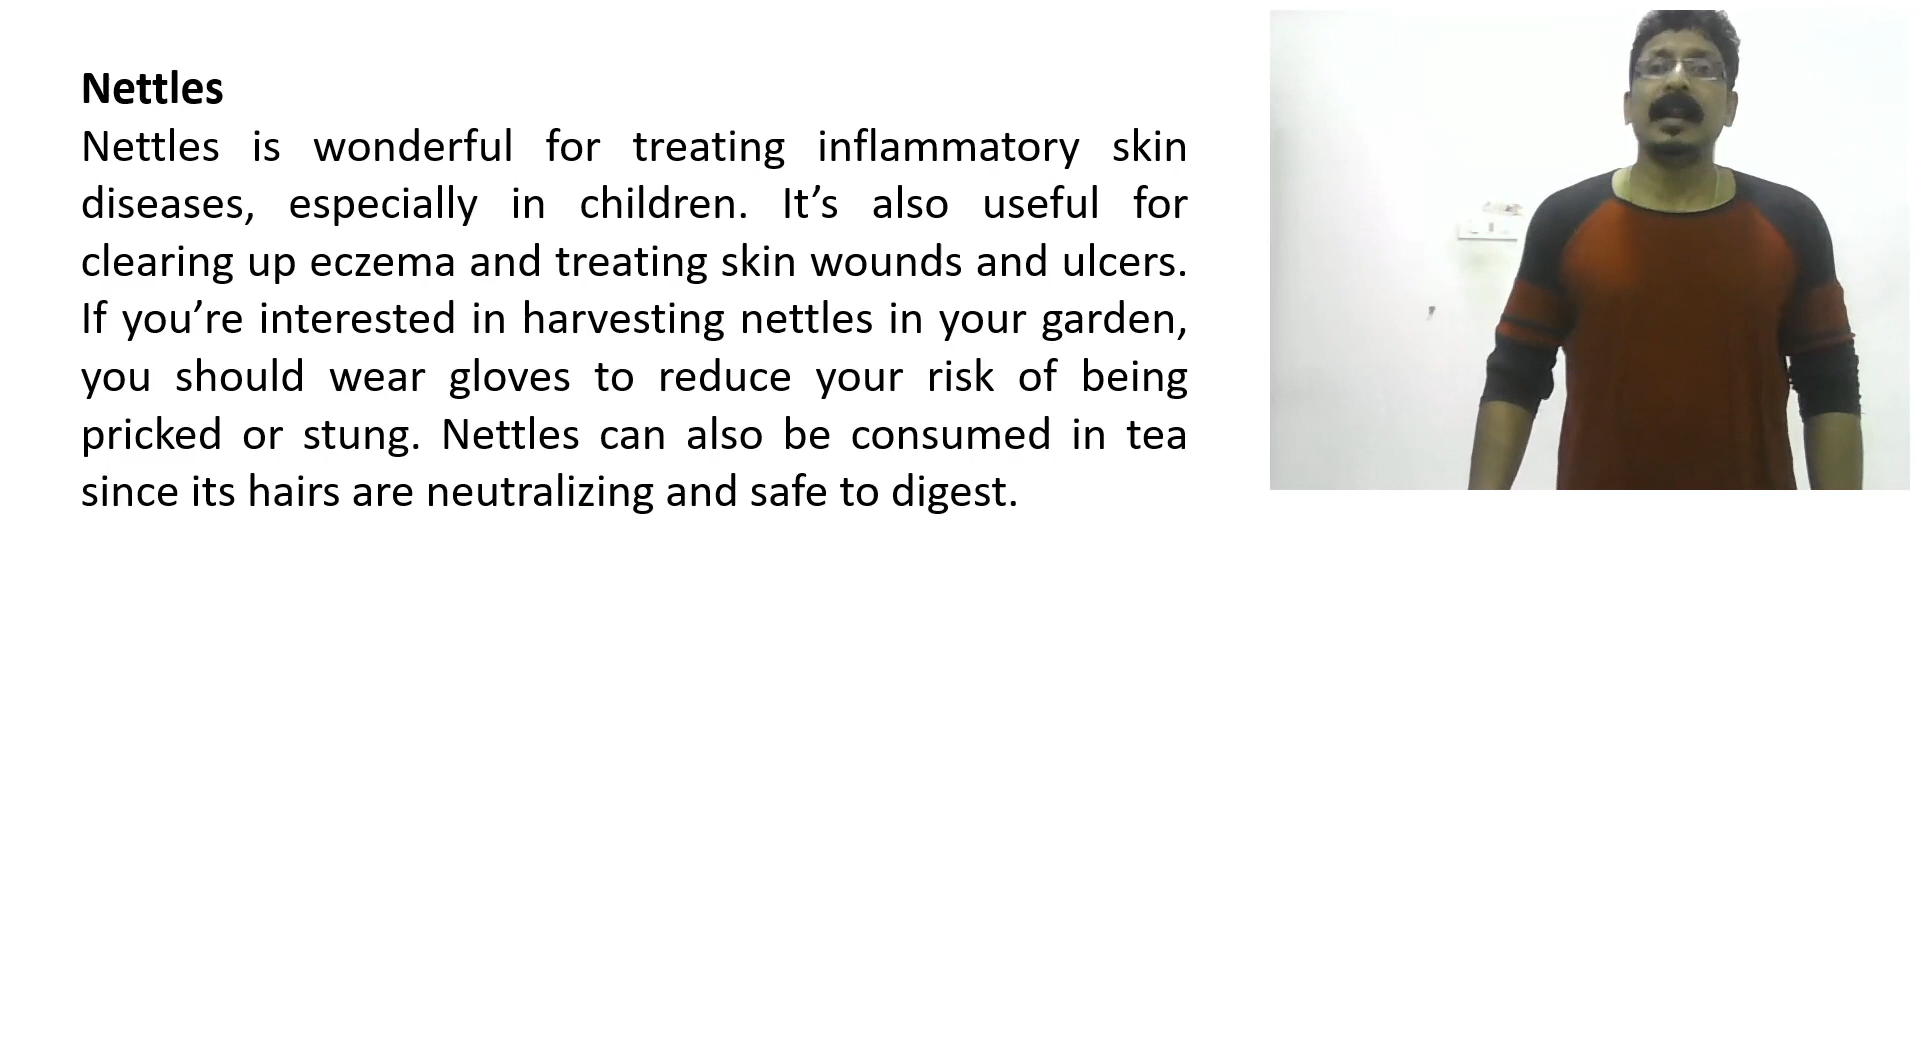 Nettles
Nettles is wonderful for treating inflammatory skin
diseases, especially in children. It’s also useful for
clearing up eczema and treating skin wounds and ulcers.
If you’re interested in harvesting nettles in your garden,
you should wear gloves to reduce your risk of being
pricked or stung. Nettles can also be consumed in tea
since its hairs are neutralizing and safe to digest.